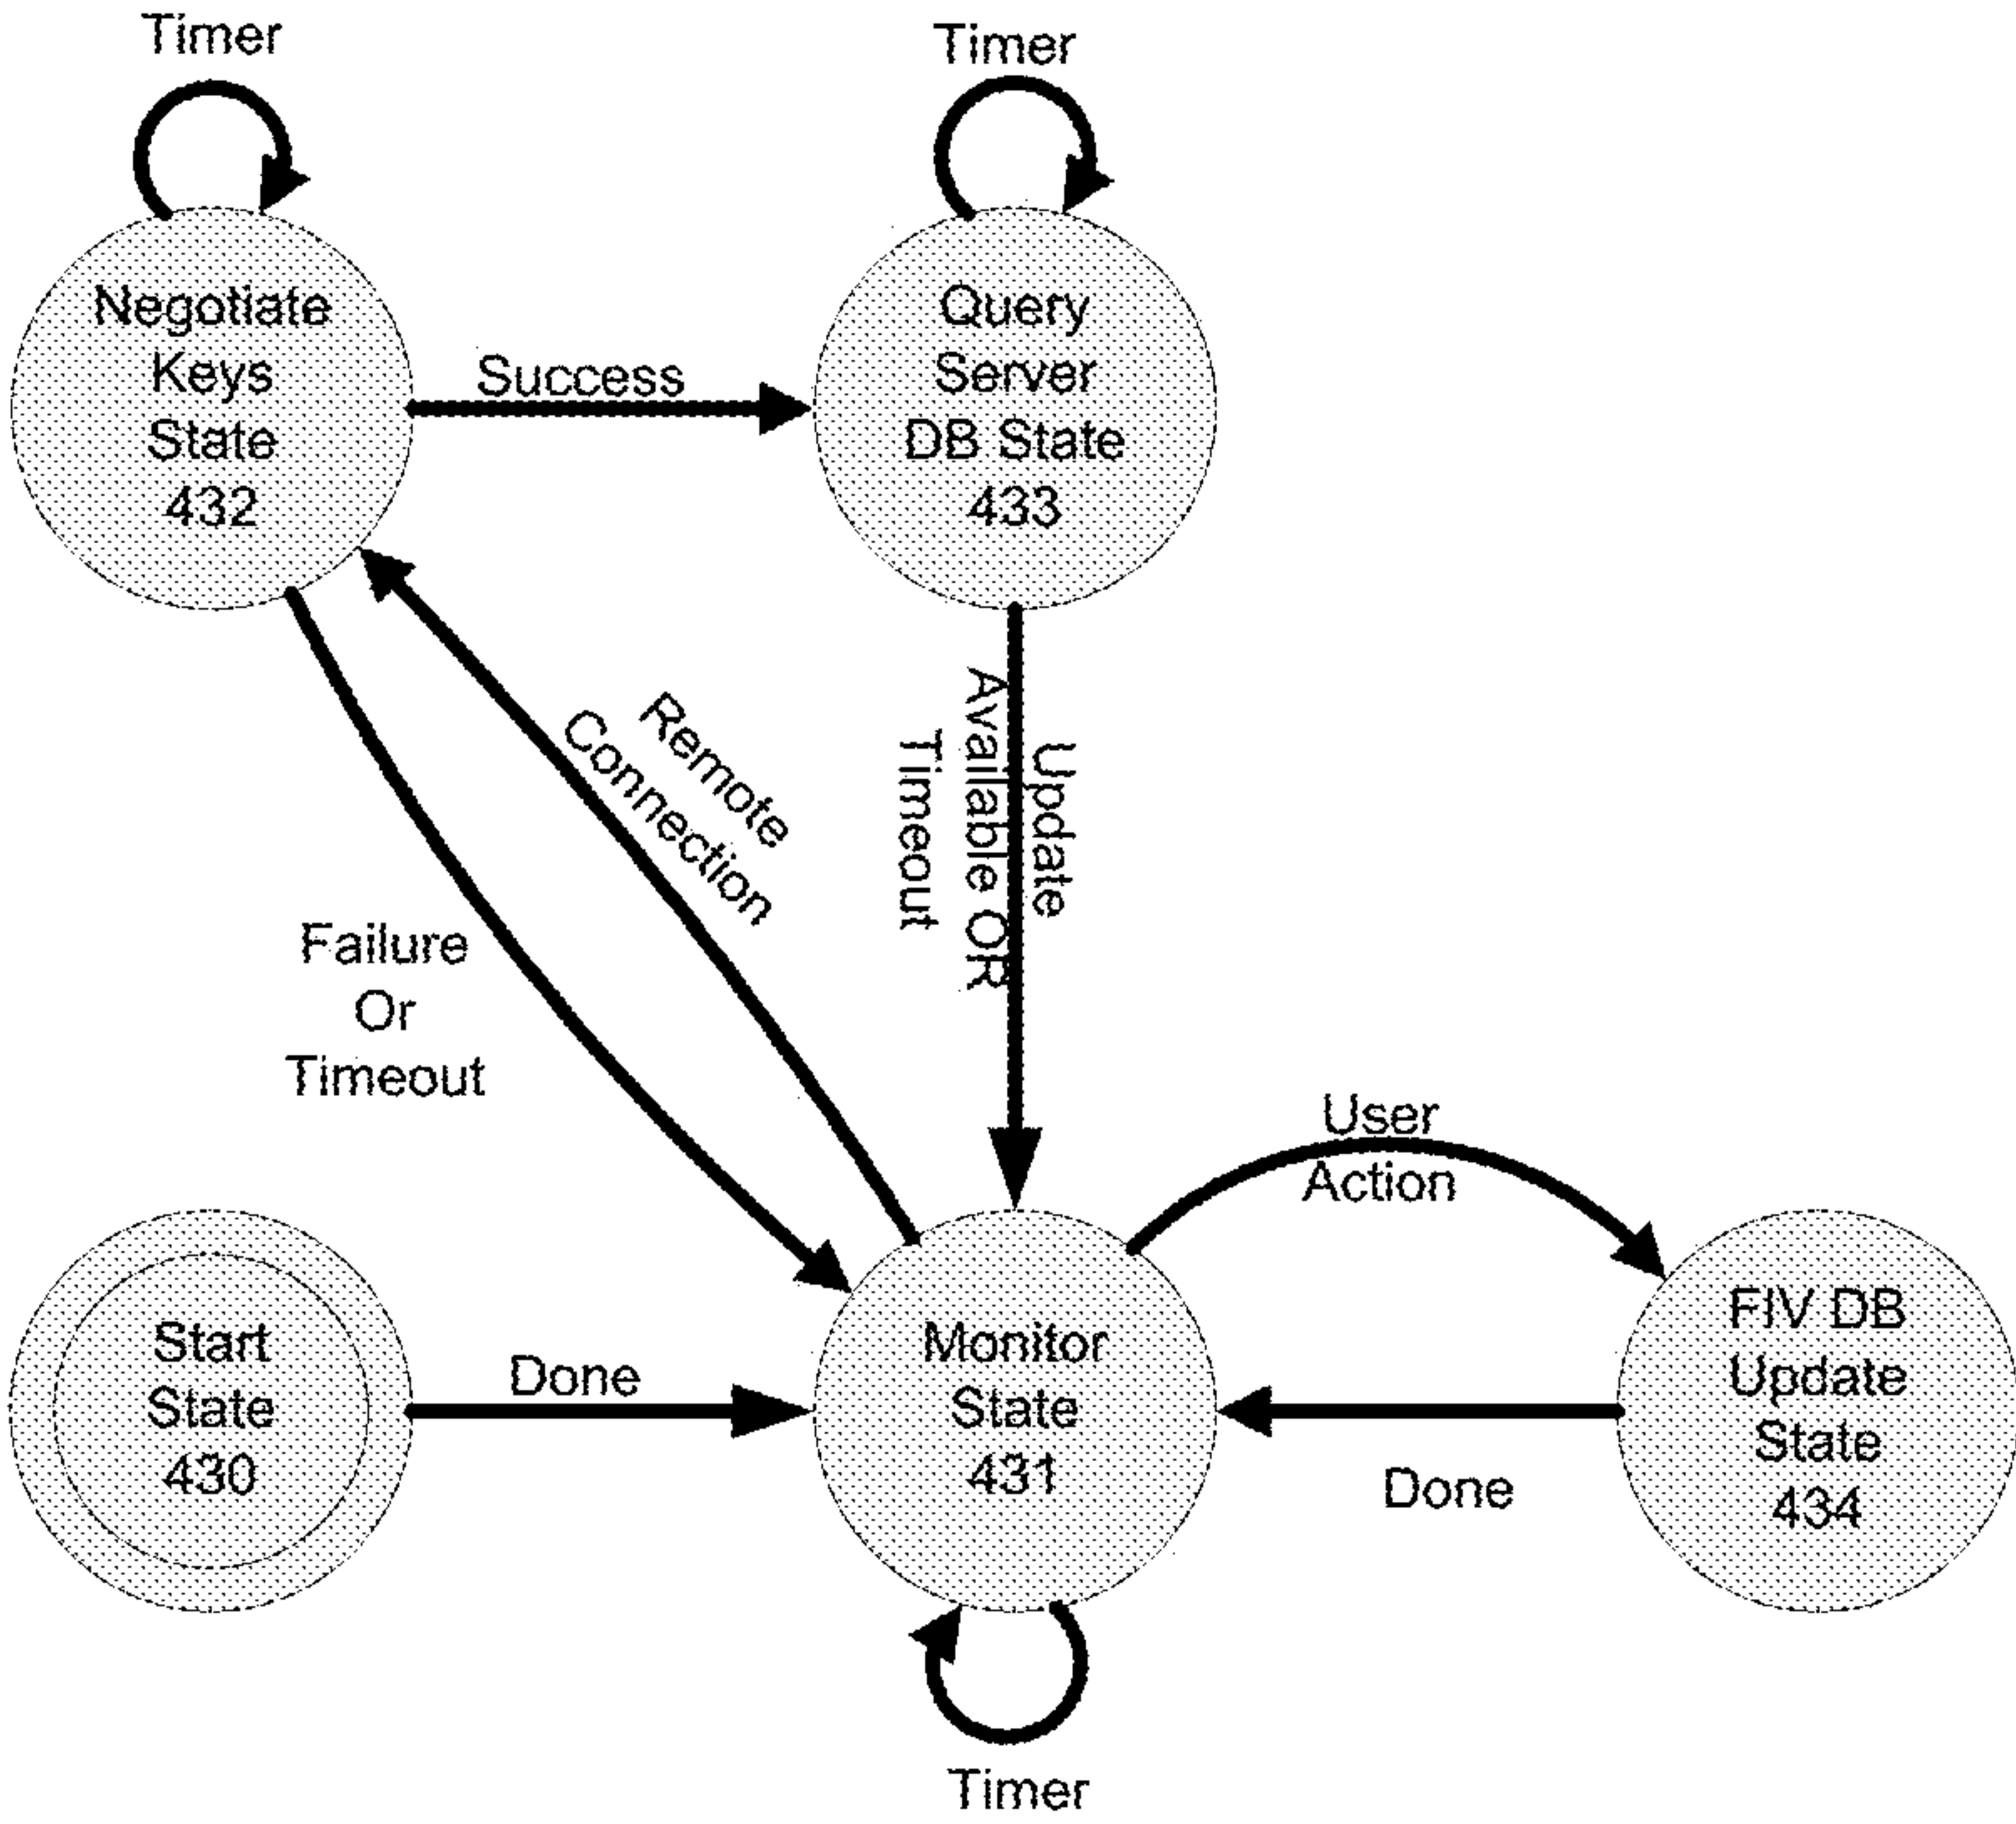 Timer
Timer
Negotiate
Keys
State
432
Success
Query
Server
DB State
433
Remote
Connection
Update
Available OR
Timeout
Failure
Or
Timeout
User
Action
Start
State
430
Done
Monitor
State
431
FIV DB
Update
State
434
Done
Timer